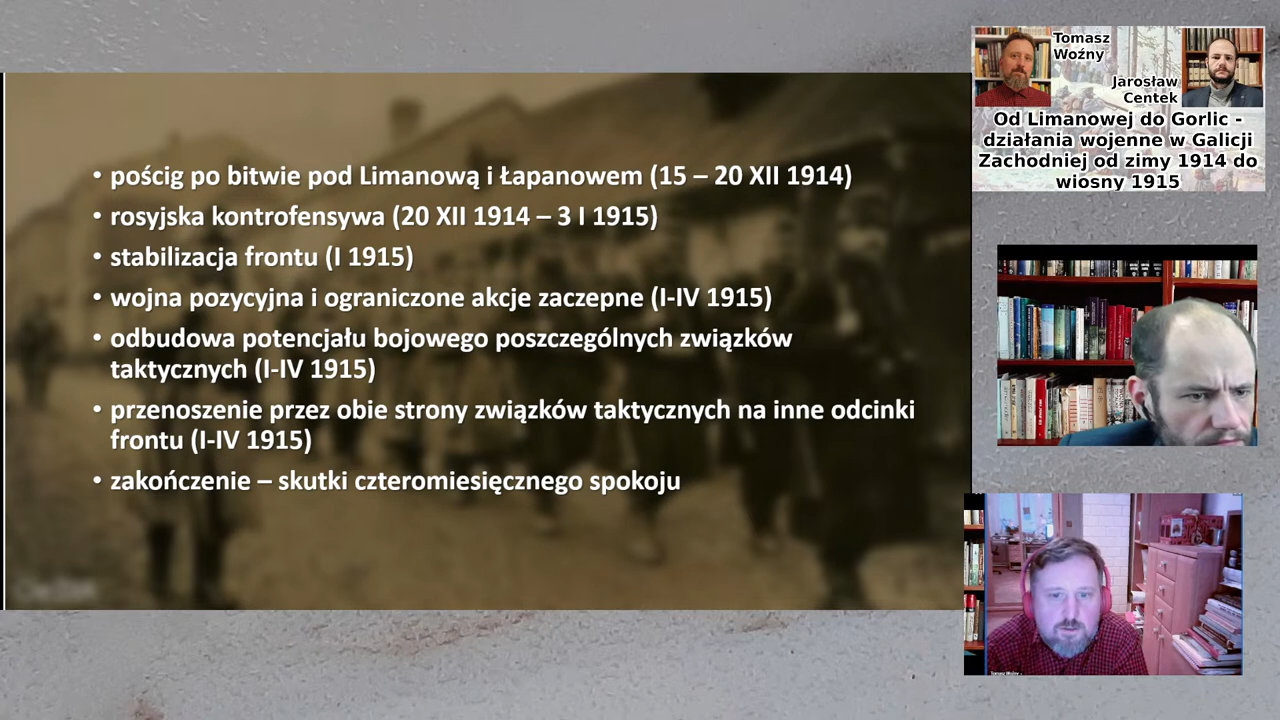 • pościg po bitwie pod Limanową i Łapanowem (15 – 20 XII 1914)
• rosyjska kontrofensywa (20 XII 1914 – 3 I 1915)
• stabilizacja frontu (I 1915)
• wojna pozycyjna i ograniczone akcje zaczepne (I-IV 1915)
• odbudowa potencjału bojowego poszczególnych związków
taktycznych (I-IV 1915)
• przenoszenie przez obie strony związków taktycznych na inne odcinki
frontu (I-IV 1915)
• zakończenie – skutki czteromiesięcznego spokoju
Tomasz
Woźny
Jarosław
Centek
Od Limanowej do Gorlic -
działania wojenne w Galicji
Zachodniej od zimy 1914 do
wiosny 1915